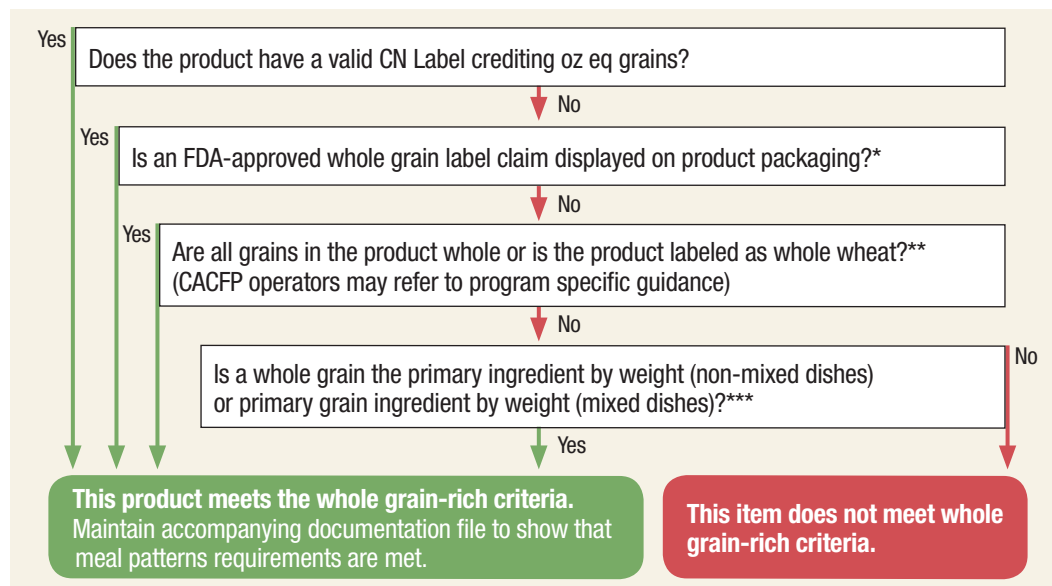 Yes
Does the product have a valid CN Label crediting oz eq grains?
No
Yes
Is an FDA-approved whole grain label claim displayed on product packaging?*
No
Yes
Are all grains in the product whole or is the product labeled as whole wheat?**
(CACFP operators may refer to program specific guidance)
No
Is a whole grain the primary ingredient by weight (non-mixed dishes)
or primary grain ingredient by weight (mixed dishes)?***
No
Yes
This product meets the whole grain-rich criteria.
Maintain accompanying documentation file to show that
meal patterns requirements are met.
This item does not meet whole
grain-rich criteria.